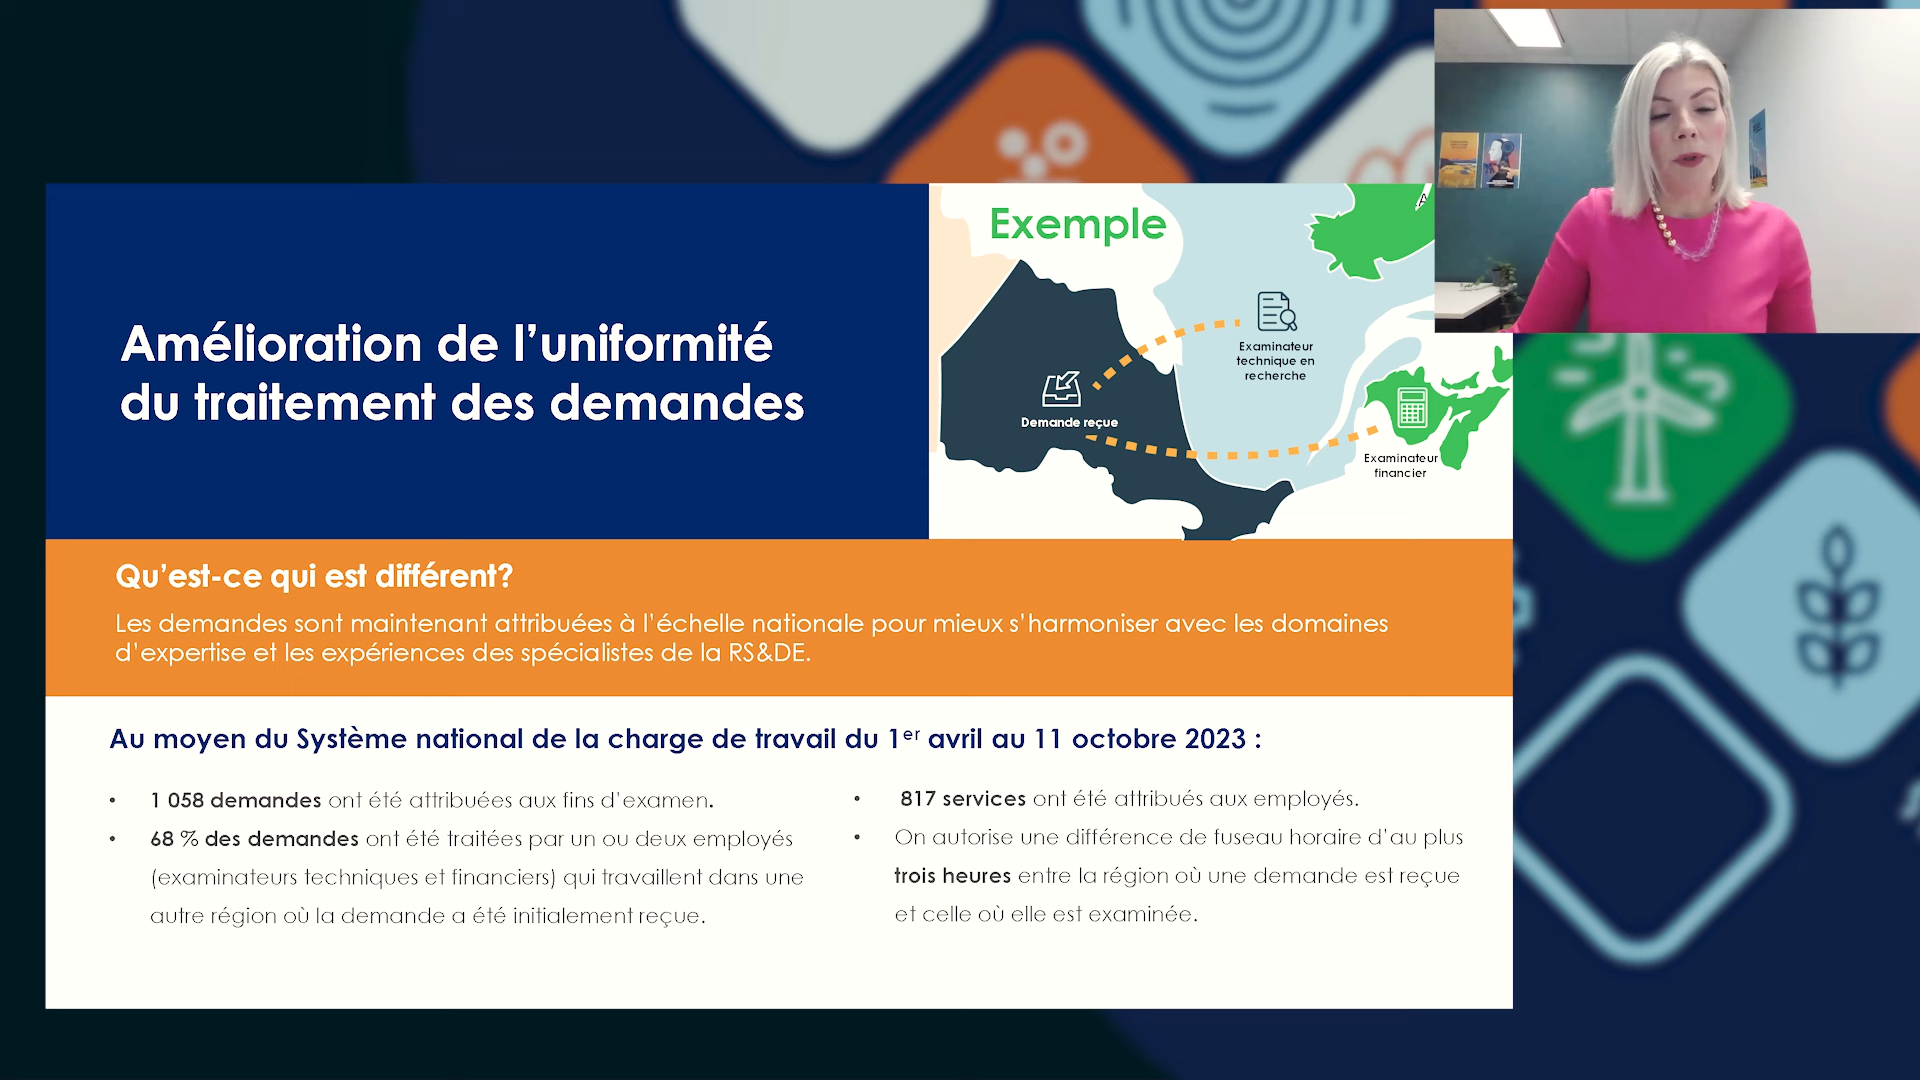 Exemple
Amélioration de l’uniformité
du traitement des demandes
Examinateur
technique en
recherche
Demande reçue
Examinateur
financier
Qu’est-ce qui est différent?
Les demandes sont maintenant attribuées à l’échelle nationale pour mieux s’harmoniser avec les domaines
d’expertise et les expériences des spécialistes de la RS&DE.
Au moyen du Système national de la charge de travail du 1er avril au 11 octobre 2023 :
• 1 058 demandes ont été attribuées aux fins d’examen.
• 68 % des demandes ont été traitées par un ou deux employés
(examinateurs techniques et financiers) qui travaillent dans une
autre région où la demande a été initialement reçue.
• 817 services ont été attribués aux employés.
• On autorise une différence de fuseau horaire d’au plus
trois heures entre la région où une demande est reçue
et celle où elle est examinée.